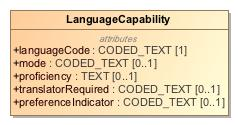 LanguageCapability
attributes
+languageCode : CODED_TEXT [1]
+mode : CODED_TEXT [0..1]
+proficiency : TEXT [0..1]
+translatorRequired : CODED_TEXT [0..1]
+preferenceIndicator : CODED_TEXT [0..1]